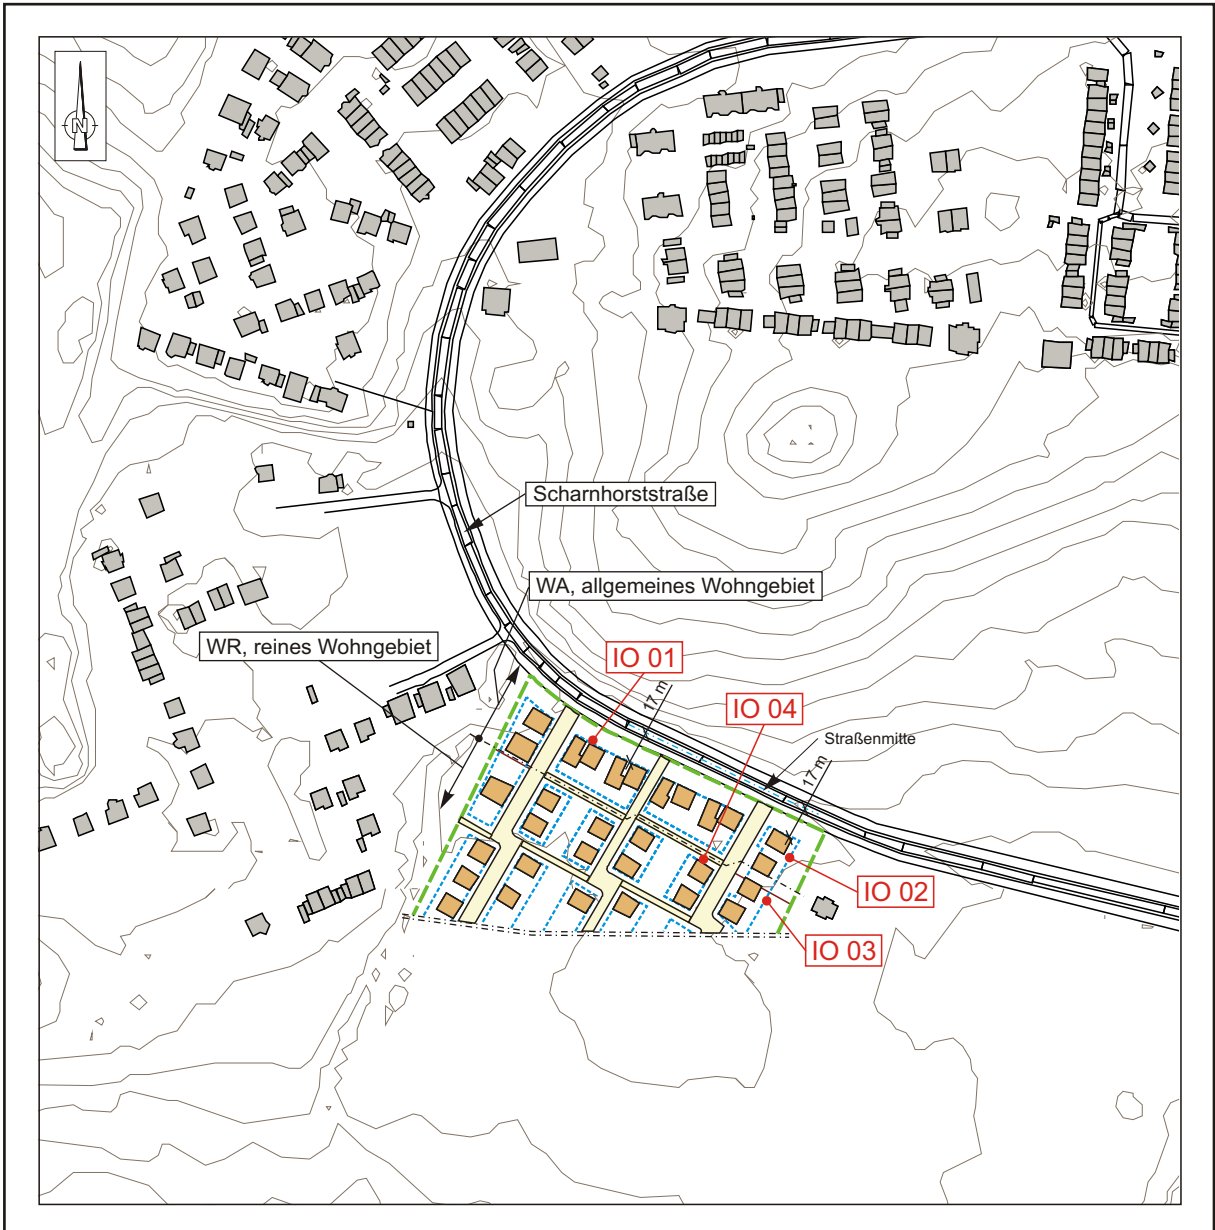 N
Scharnhorststraße
WA, allgemeines Wohngebiet
WR, reines Wohngebiet
IO 01
17 m
IO 04
Straßenmitte
17 m
IO 02
IO 03